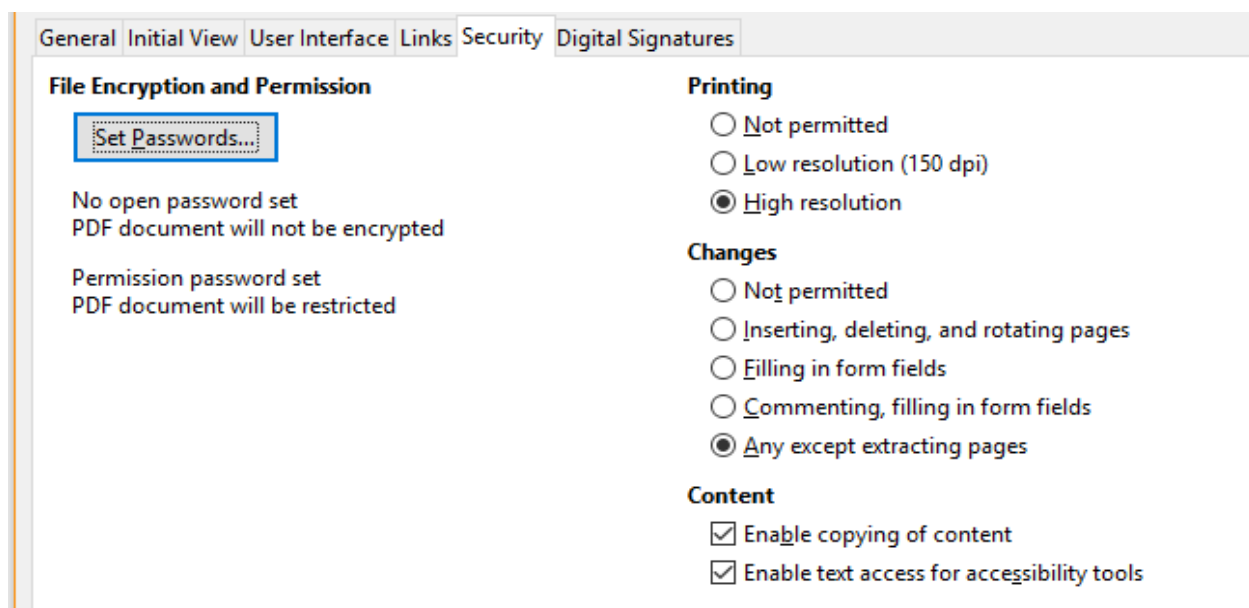 General Initial View User Interface Links Security Digital Signatures
File Encryption and Permission
Set Passwords...
No open password set
PDF document will not be encrypted
Permission password set
PDF document will be restricted
Printing
Not permitted
Low resolution (150 dpi)
High resolution
Changes
Not permitted
Inserting, deleting, and rotating pages
Filling in form fields
Commenting, filling in form fields
Any except extracting pages
Content
Enable copying of content
Enable text access for accessibility tools